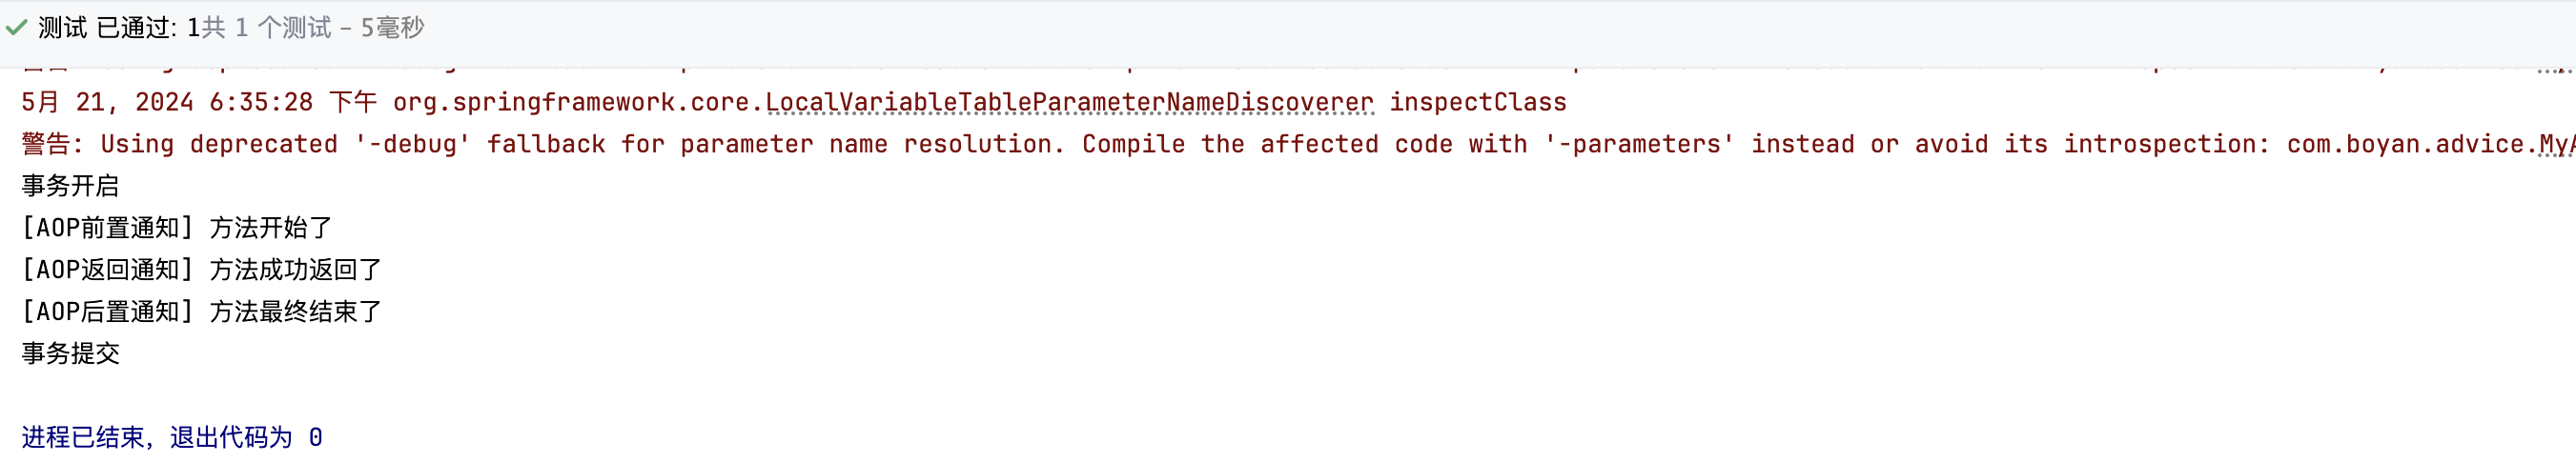 测试 已通过: 1共 1 个测试 – 5毫秒
5月 21, 2024 6:35:28 下午 org.springframework.core.LocalVariableTableParameterNameDiscoverer inspectClass
警告: Using deprecated '-debug' fallback for parameter name resolution. Compile the affected code with '-parameters' instead or avoid its introspection: com.boyan.advice.My
事务开启
[AOP前置通知] 方法开始了
[AOP返回通知] 方法成功返回了
[AOP后置通知] 方法最终结束了
事务提交
进程已结束，退出代码为 0